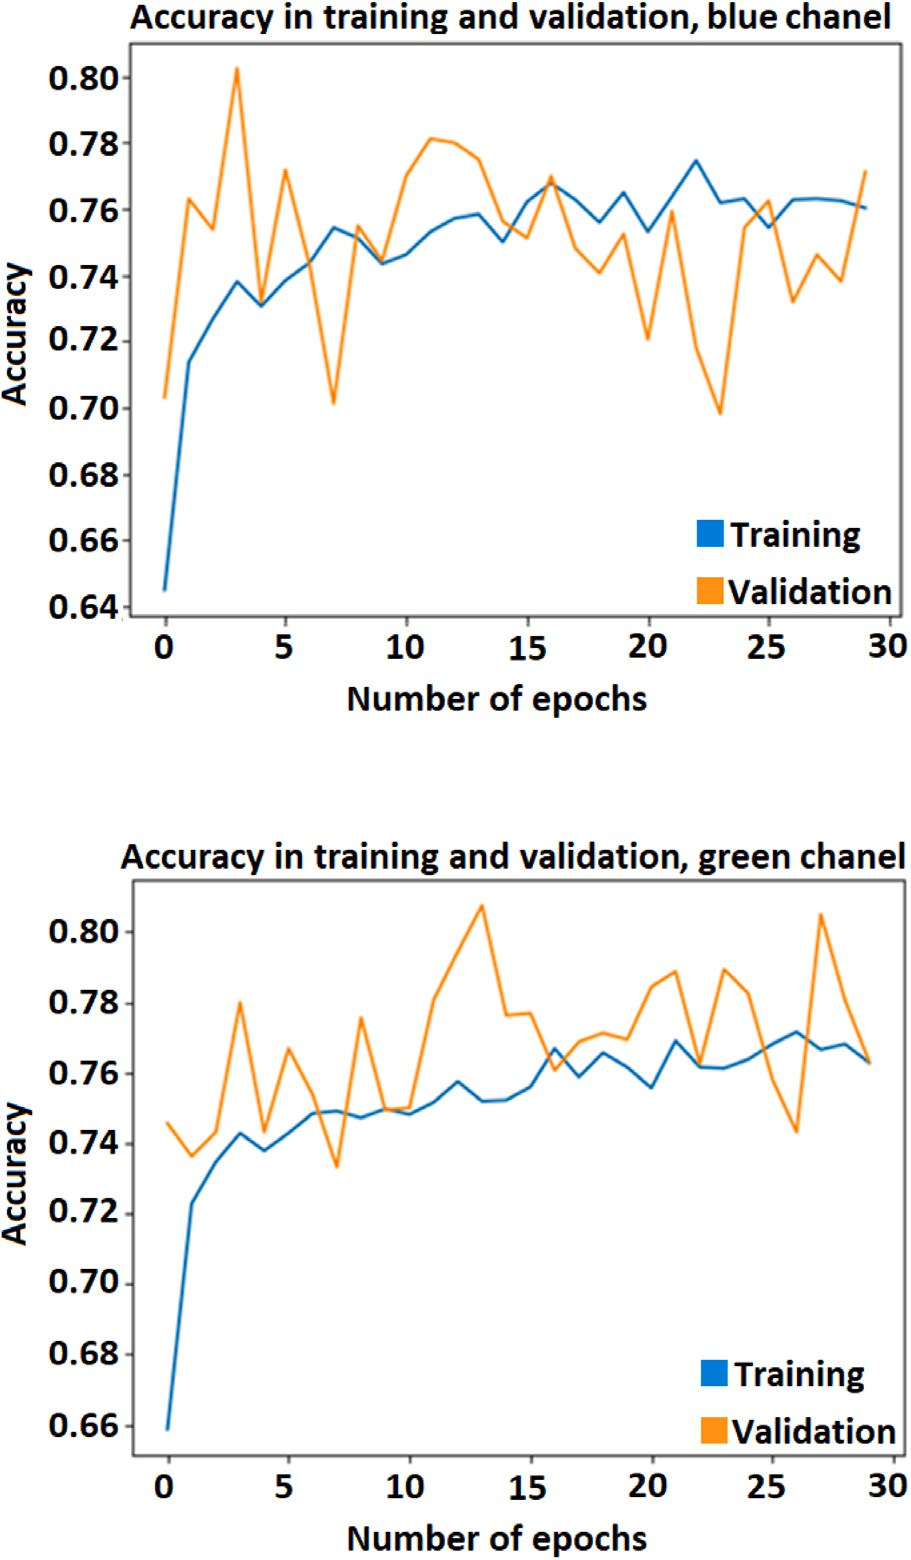 Accuracy in training and validation, blue chanel
0.80
0.78
0.76
0.74
0.72
0.70
0.68
0.66
0.64
Accuracy
Training
Validation
0 5 10 15 20 25 30
Number of epochs
Accuracy in training and validation, green chanel
0.80
0.78
0.76
0.74
0.72
0.70
0.68
0.66
Accuracy
Training
Validation
0 5 10 15 20 25 30
Number of epochs